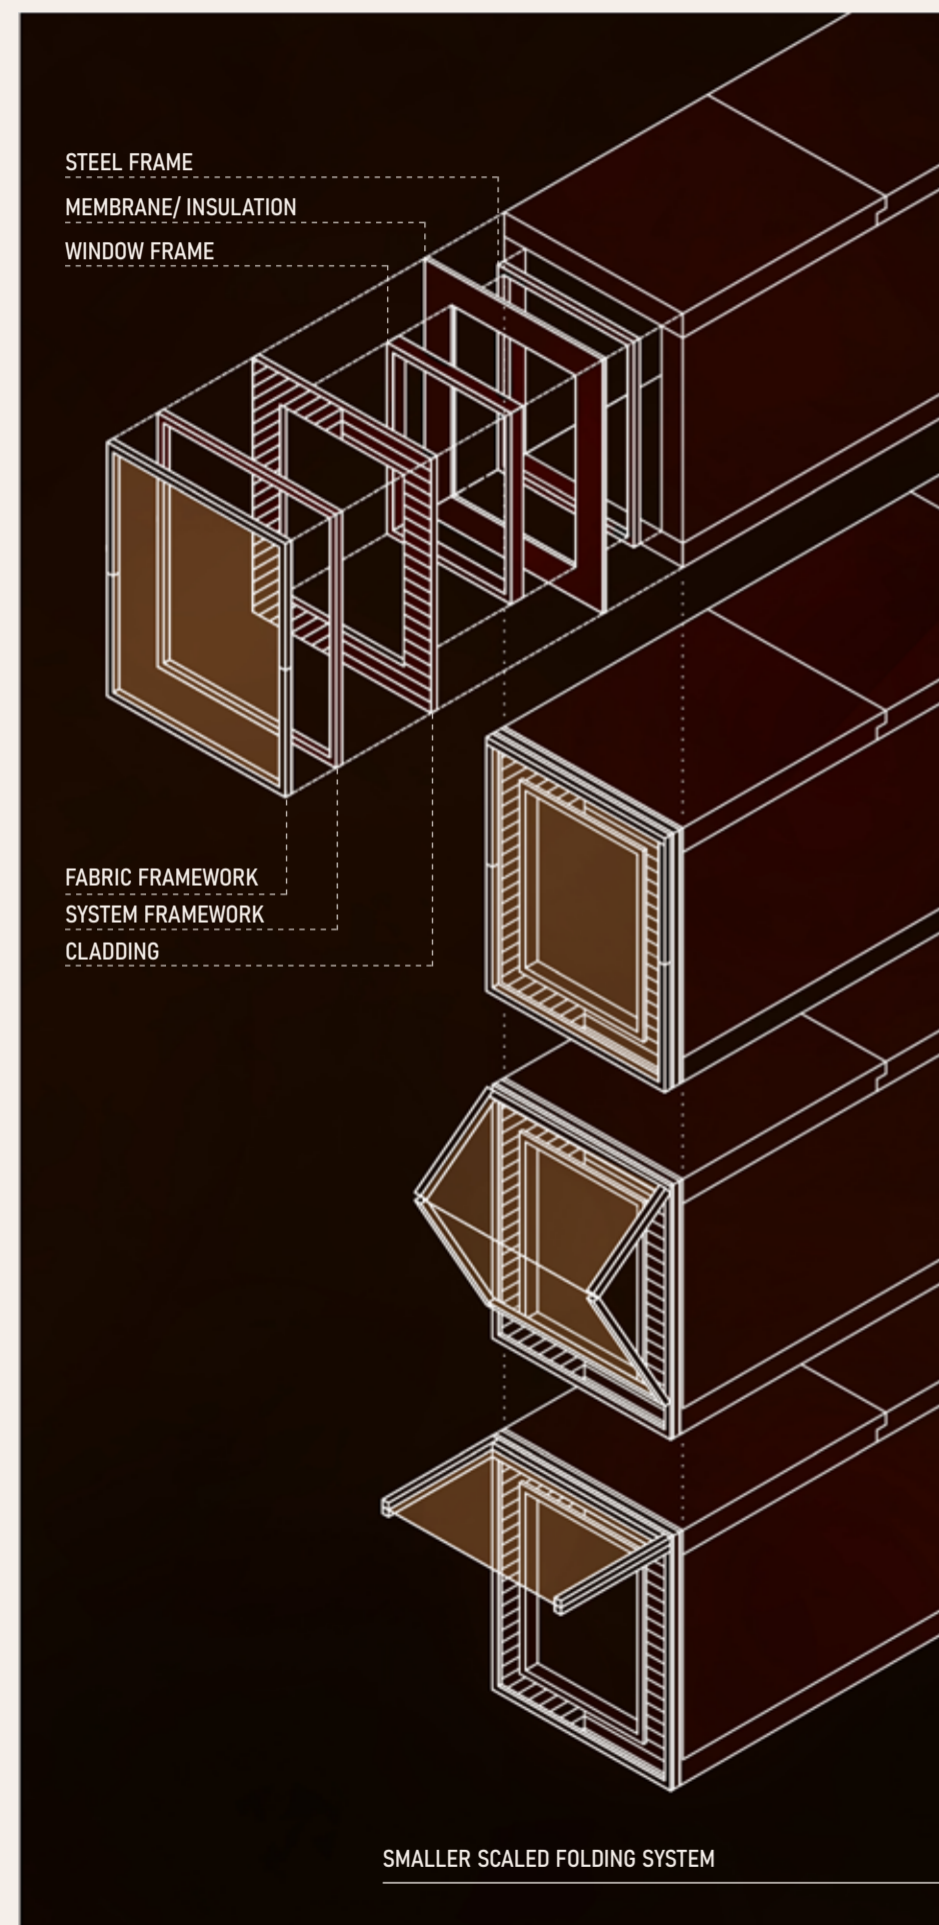 STEEL FRAME
MEMBRANE/ INSULATION
WINDOW FRAME
FABRIC FRAMEWORK
SYSTEM FRAMEWORK
CLADDING
SMALLER SCALED FOLDING SYSTEM